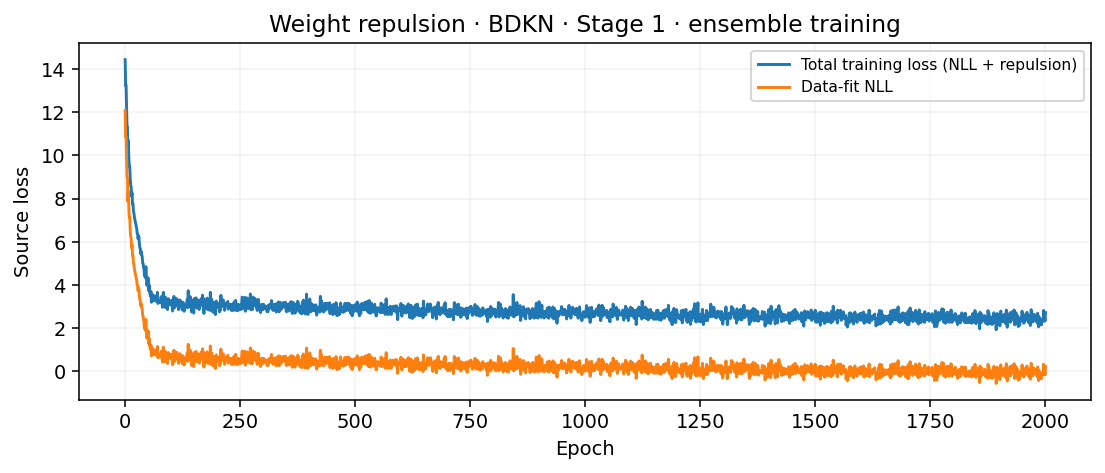 Weight repulsion · BDKN · Stage 1 · ensemble training
Total training loss (NLL + repulsion)
Data-fit NLL
Source loss
14
12
10
8
6
4
2
0
0 250 500 750 1000 1250 1500 1750 2000
Epoch